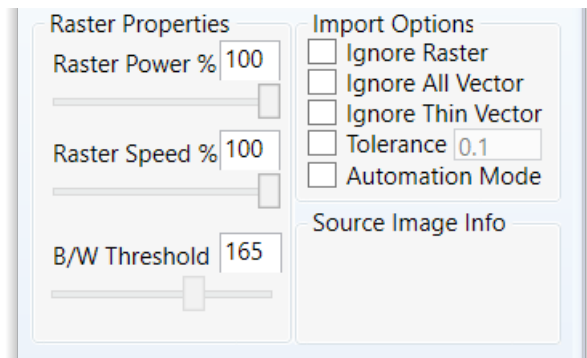 Raster Properties
Raster Power % 100
Raster Speed % 100
B/W Threshold 165
Import Options
Ignore Raster
Ignore All Vector
Ignore Thin Vector
Tolerance 0.1
Automation Mode
Source Image Info